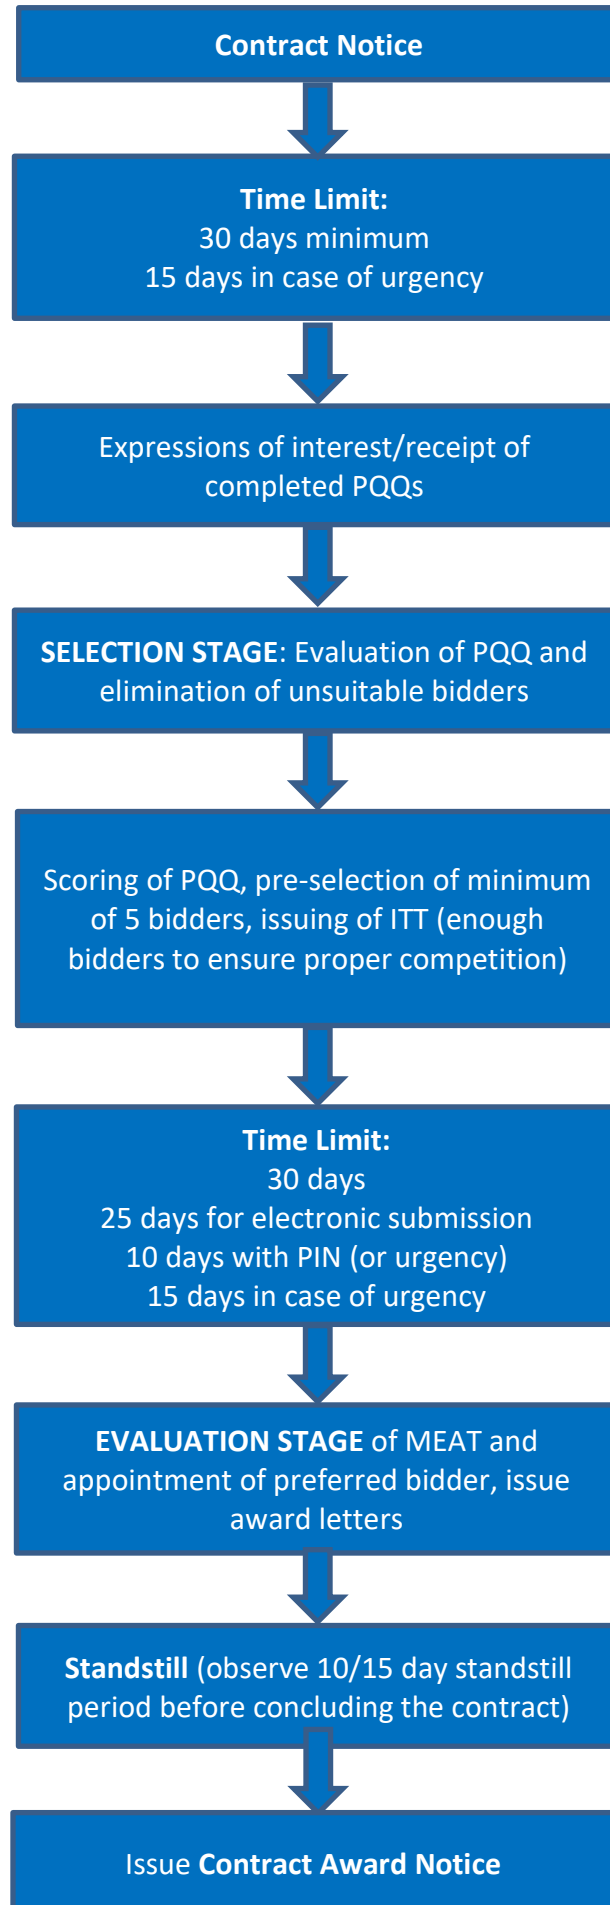 Contract Notice
Time Limit:
30 days minimum
15 days in case of urgency
Expressions of interest/receipt of
completed PQQs
SELECTION STAGE: Evaluation of PQQ and
elimination of unsuitable bidders
Scoring of PQQ, pre-selection of minimum
of 5 bidders, issuing of ITT (enough
bidders to ensure proper competition)
Time Limit:
30 days
25 days for electronic submission
10 days with PIN (or urgency)
15 days in case of urgency
EVALUATION STAGE of MEAT and
appointment of preferred bidder, issue
award letters
Standstill (observe 10/15 day standstill
period before concluding the contract)
Issue Contract Award Notice